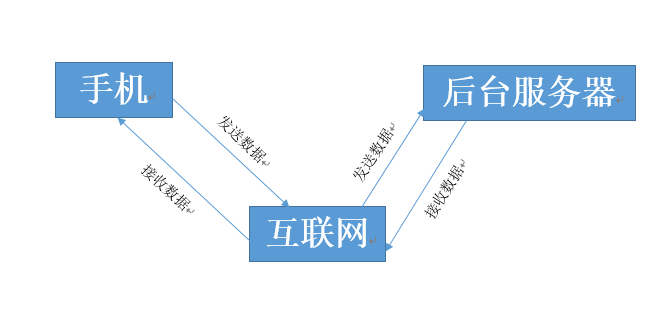 手机
后台服务器
发送数据
发送数据
接收数据
接收数据
互联网